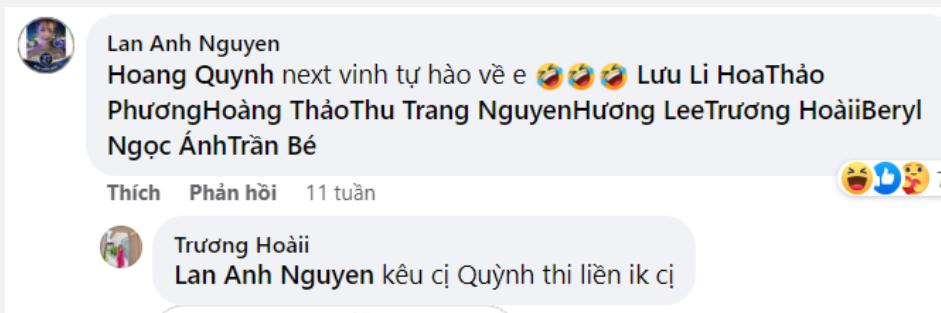 Lan Anh Nguyen
Hoang Quynh next vinh tự hào về e 🤣🤣🤣 Lưu Li HoaThảo
PhươngHoàng ThảoThu Trang NguyenHương LeeTrương HoàiiBeryl
Ngọc ÁnhTrần Bé
Thích Phản hồi 11 tuần
Trương Hoàii
Lan Anh Nguyen kêu cị Quỳnh thi liền ik cị